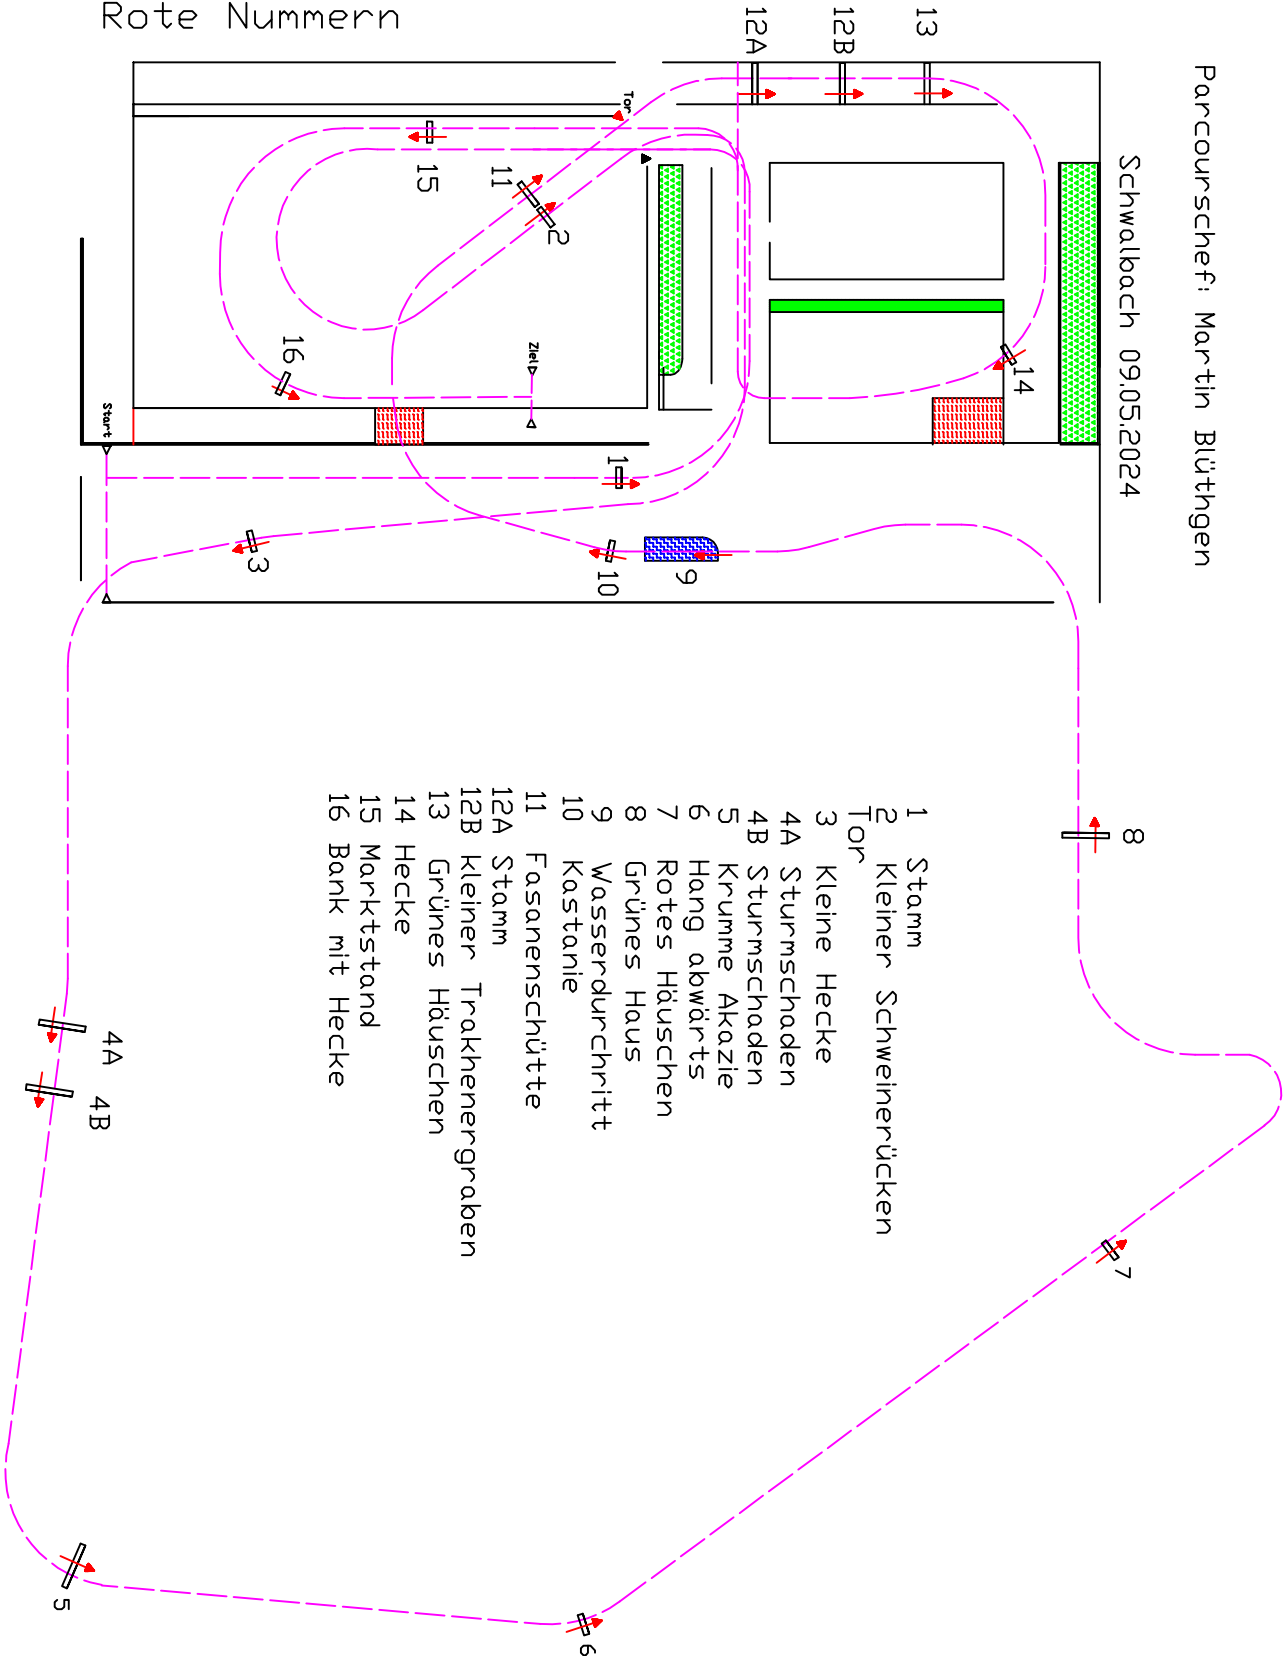 Rote Nummern
Parcourschef: Martin Blüthgen
Schwalbach 09.05.2024
12A
12B
13
Tor
15
11
2
16
Ziel
14
Start
1
3
10
9
8
1 Stamm
2 Kleiner Schweinerücken
Tor
3 Kleine Hecke
4A Sturmschaden
4B Sturmschaden
5 Krumme Akazie
6 Hang abwärts
7 Rotes Häuschen
8 Grünes Haus
9 Wasserdurchritt
10 Kastanie
11 Fasanenschütte
12A Stamm
12B kleiner Trakhenergraben
13 Grünes Häuschen
14 Hecke
15 Marktstand
16 Bank mit Hecke
4A
4B
7
5
6